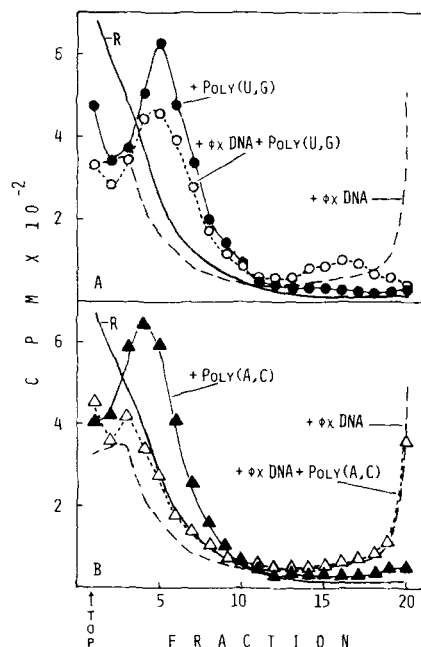 6
R
+ POLY(U,G)
4
+ ΦX DNA + POLY(U,G)
+ ΦX DNA
2
A
C P M X 10⁻²
6
R
+ POLY(A,C)
4
+ ΦX DNA
+ ΦX DNA + POLY(A,C)
2
B
5 10 15 20
↑
TOP
F R A C T I O N